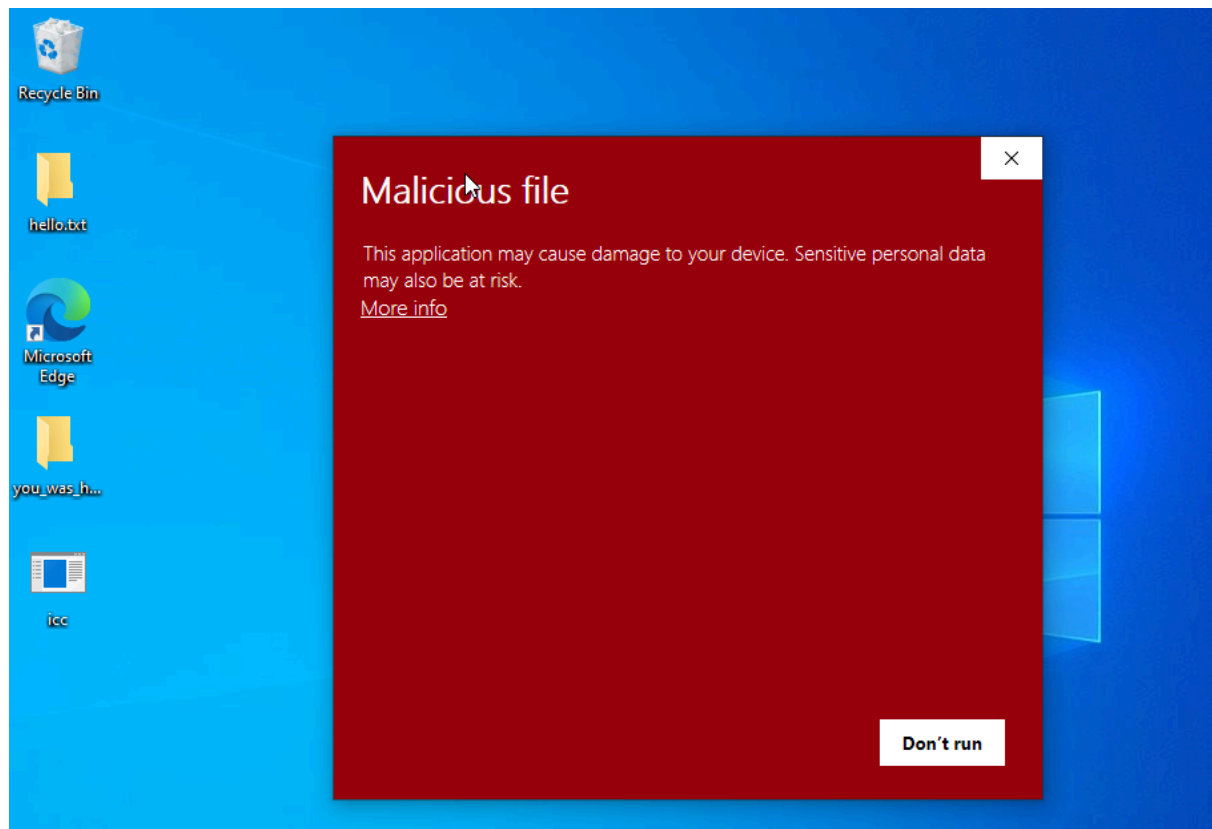 Recycle Bin
hello.txt
Microsoft
Edge
you_was_h...
icc
Malicious file
This application may cause damage to your device. Sensitive personal data
may also be at risk.
More info
Don't run